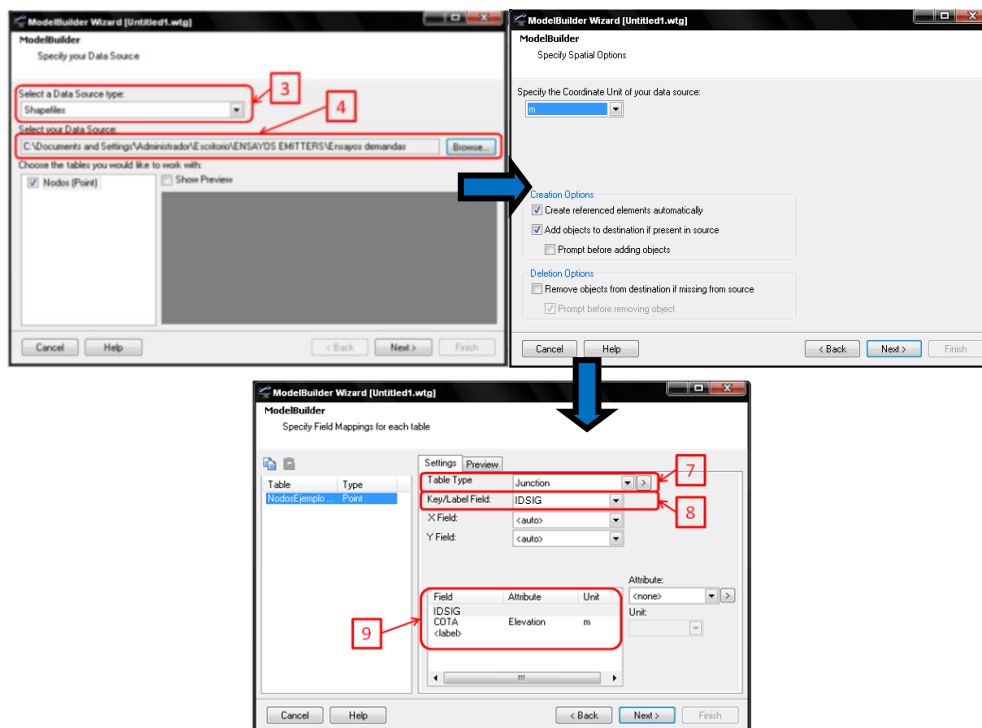 ModelBuilder Wizard [Untitled1.wtg]
ModelBuilder
Specify your Data Source
Select a Data Source type:
Shapefiles
3
4
Select your Data Source:
C:\Documents and Settings\Administrador\Escritorio\ENSAYOS EMITTERS\Ensayos demandas
Browse...
Choose the tables you would like to work with:
Nodos (Point)
Show Preview
Cancel
Help
< Back
Next >
Finish
ModelBuilder Wizard [Untitled1.wtg]
ModelBuilder
Specify Spatial Options
Specify the Coordinate Unit of your data source:
m
Creation Options
Create referenced elements automatically
Add objects to destination if present in source
Prompt before adding objects
Deletion Options
Remove objects from destination if missing from source
Prompt before removing object
Cancel
Help
< Back
Next >
Finish
ModelBuilder Wizard [Untitled1.wtg]
ModelBuilder
Specify Field Mappings for each table
Table Type
NodosEjemplo ... Point
Settings Preview
Table Type Junction
7
Key/Label Field: IDSIG
8
X Field: <auto>
Y Field: <auto>
Field Attribute Unit
IDSIG
COTA Elevation m
<label>
9
Attribute:
<none>
Unit:
Cancel
Help
< Back
Next >
Finish